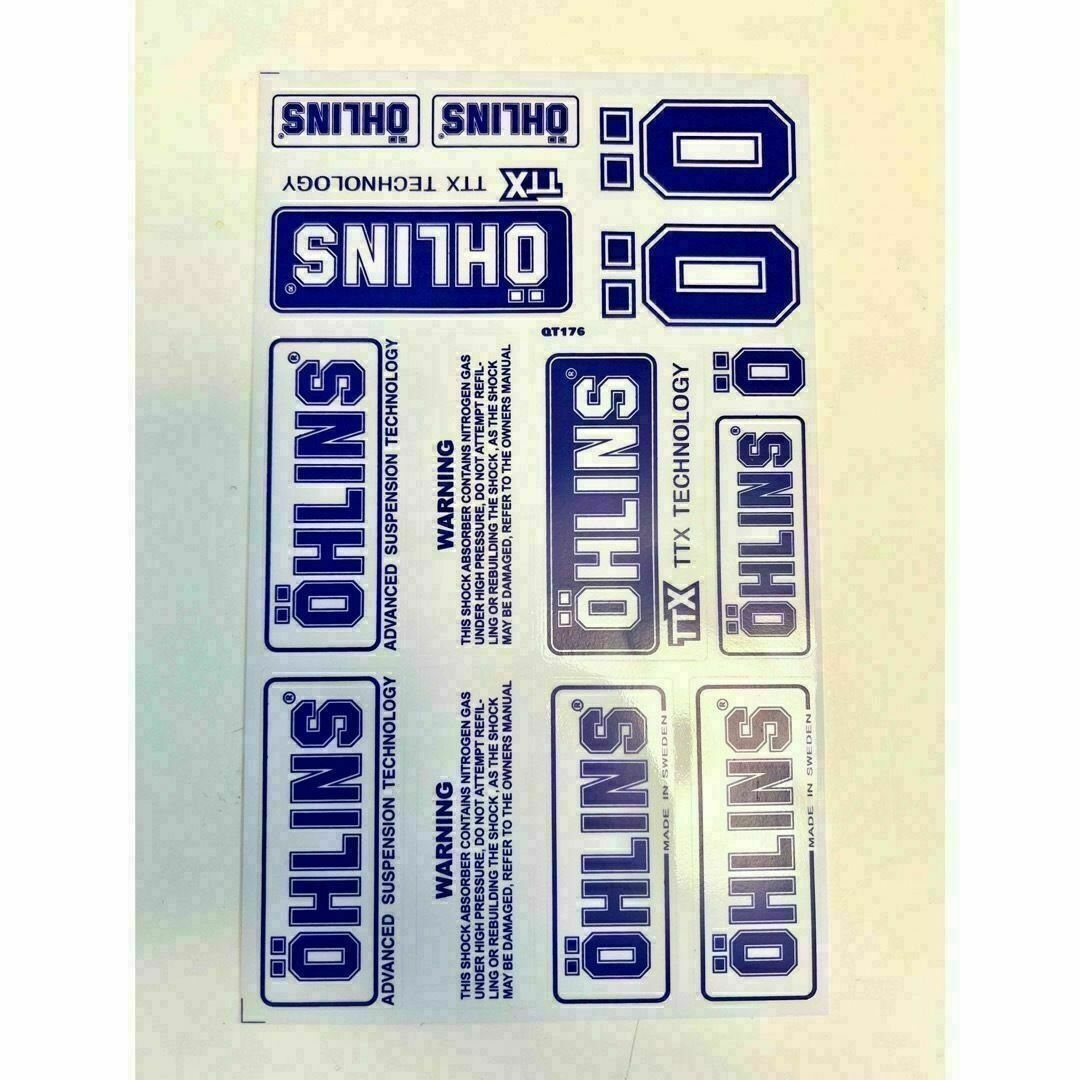 ÖHLINS®
ÖHLINS®
TTX TTX TECHNOLOGY
ÖHLINS®
Ö
Ö
QT176
ÖHLINS®
ADVANCED SUSPENSION TECHNOLOGY
WARNING
THIS SHOCK ABSORBER CONTAINS NITROGEN GAS
UNDER HIGH PRESSURE, DO NOT ATTEMPT REFIL-
LING OR REBUILDING THE SHOCK , AS THE SHOCK
MAY BE DAMAGED, REFER TO THE OWNERS MANUAL
ÖHLINS®
TTX TTX TECHNOLOGY
Ö
ÖHLINS®
ÖHLINS®
ADVANCED SUSPENSION TECHNOLOGY
WARNING
THIS SHOCK ABSORBER CONTAINS NITROGEN GAS
UNDER HIGH PRESSURE, DO NOT ATTEMPT REFIL-
LING OR REBUILDING THE SHOCK , AS THE SHOCK
MAY BE DAMAGED, REFER TO THE OWNERS MANUAL
ÖHLINS®
MADE IN SWEDEN
ÖHLINS®
MADE IN SWEDEN